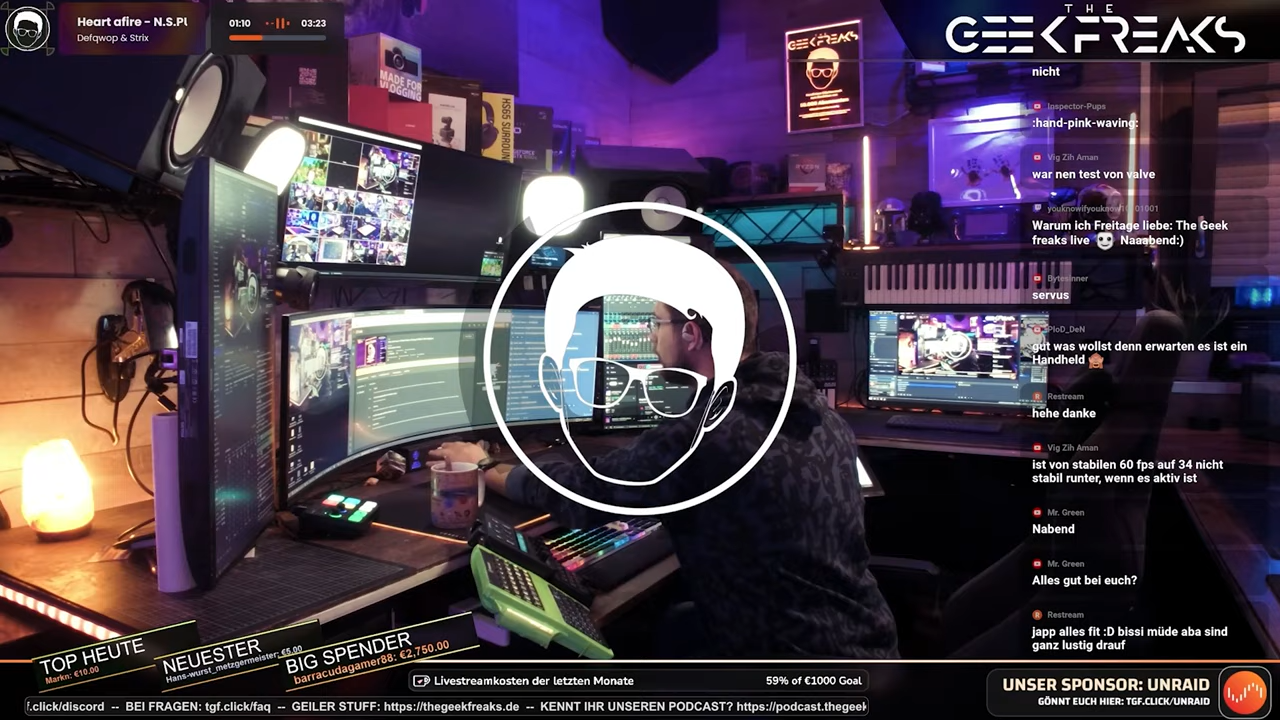 Heart afire - N.S.Pl
Defqwop & Strix
01:10
03:23
MADE FOR
VLOGGING
HS65 SURROUND
GEEKFREAKS
THE
GEEKFREAKS
nicht
Inspector-Pups
:hand-pink-waving:
Vig Zih Aman
war nen test von valve
Warum ich Freitage liebe: The Geek
freaks live Naaabend:)
Bytesinner
servus
PloD_DeN
gut was wollst denn erwarten es ist ein
Handheld
Restream
hehe danke
Vig Zih Aman
ist von stabilen 60 fps auf 34 nicht
stabil runter, wenn es aktiv ist
Mr. Green
Nabend
Mr. Green
Alles gut bei euch?
Restream
japp alles fit :D bissi müde aba sind
ganz lustig drauf
TOP HEUTE
Markn: €10.00
NEUESTER
Hans-wurst_metzgermeister: €5.00
BIG SPENDER
barracudagamer88: €2,750.00
Livestreamkosten der letzten Monate
59% of €1000 Goal
UNSER SPONSOR: UNRAID
GÖNNT EUCH HIER: TGF.CLICK/UNRAID
f.click/discord -- BEI FRAGEN: tgf.click/faq -- GEILER STUFF: https://thegeekfreaks.de -- KENNT IHR UNSEREN PODCAST? https://podcast.thegeek